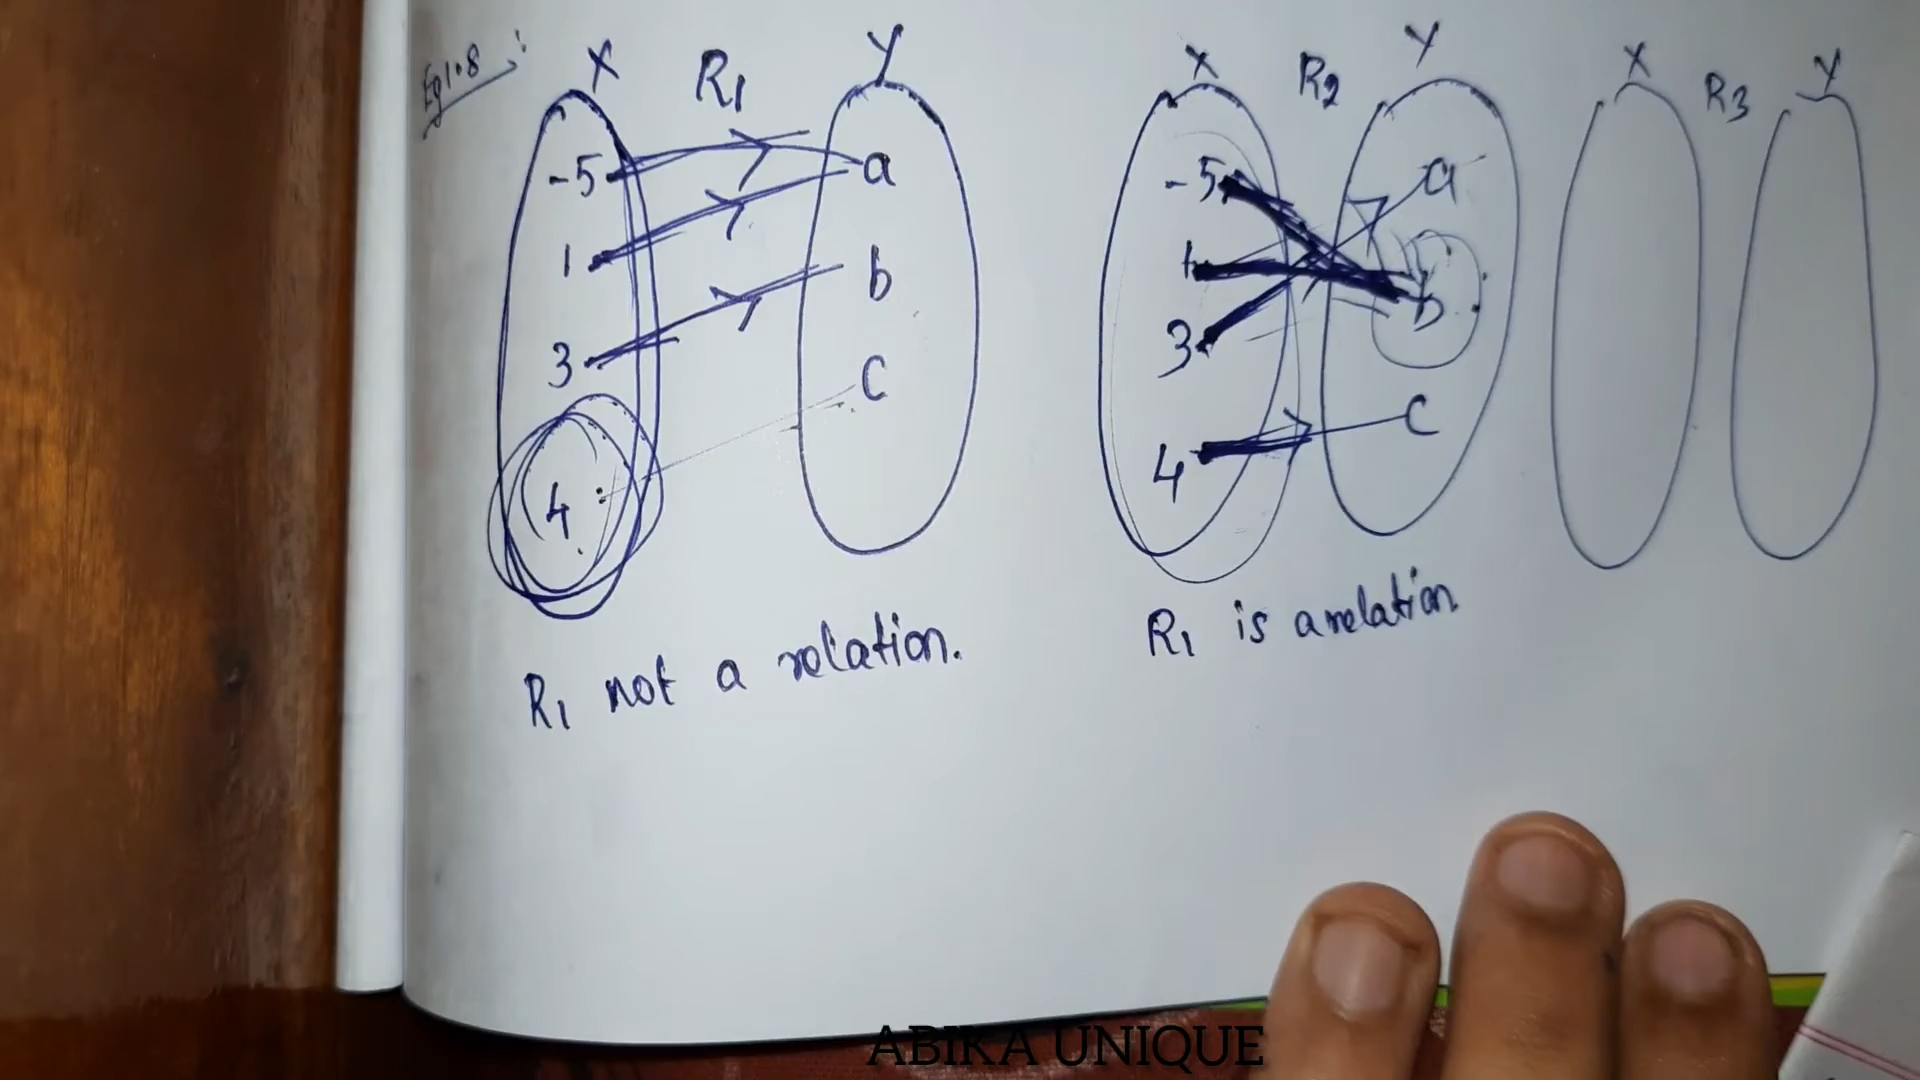 Eg 1.8 :
X R1 Y
-5 a
1 b
3 c
4
R1 not a relation.
X R2 Y
-5 a
1 b
3 c
4
R1 is a relation
X R3 Y
ABIKA UNIQUE